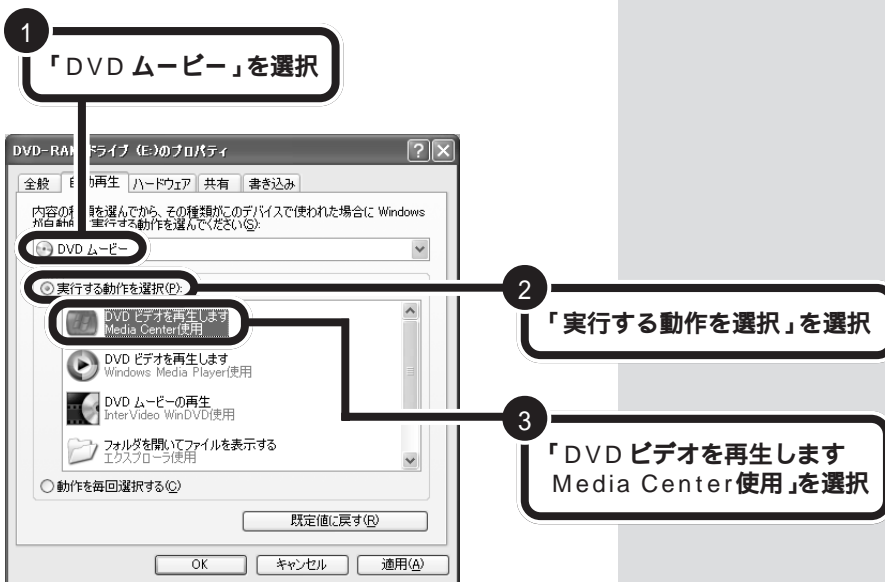 1
「DVD ムービー」を選択
DVD-RAM ドライブ (E:)のプロパティ
全般 自動再生 ハードウェア 共有 書き込み
内容の種類を選んでから、その種類がこのデバイスで使われた場合に Windows
が自動的に実行する動作を選んでください(S):
DVD ムービー
実行する動作を選択(P):
2
「実行する動作を選択」を選択
DVD ビデオを再生します
Media Center使用
DVD ビデオを再生します
Windows Media Player使用
DVD ムービーの再生
InterVideo WinDVD使用
フォルダを開いてファイルを表示する
エクスプローラ使用
3
「DVD ビデオを再生します
Media Center使用」を選択
動作を毎回選択する(C)
既定値に戻す(R)
OK キャンセル 適用(A)